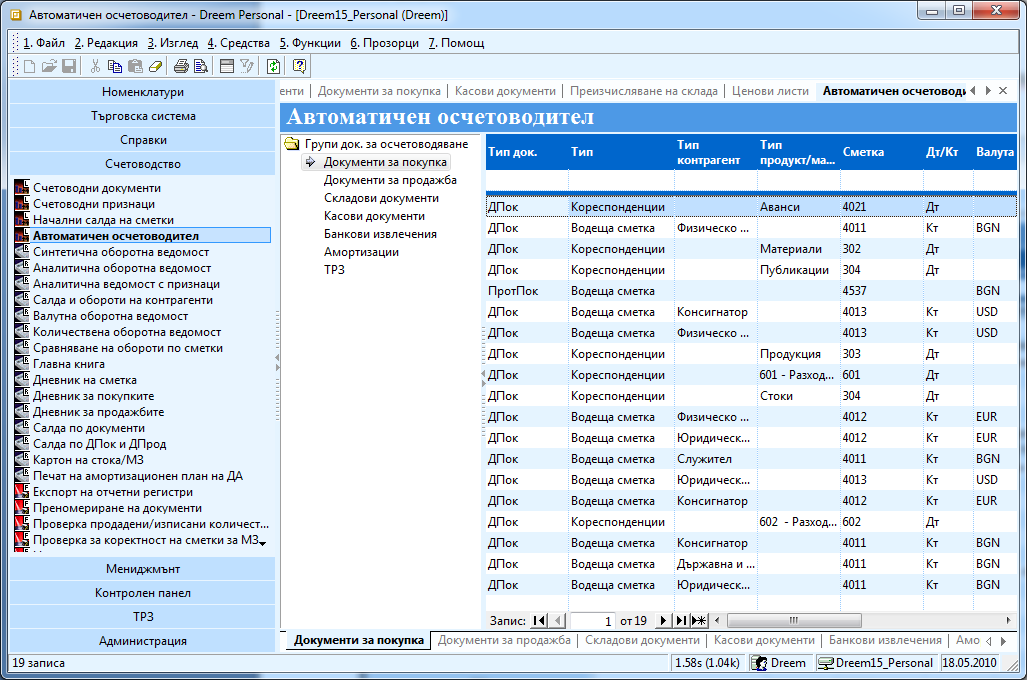 Автоматичен осчетоводител - Dreem Personal - [Dreem15_Personal (Dreem)]
1. Файл 2. Редакция 3. Изглед 4. Средства 5. Функции 6. Прозорци 7. Помощ
енти Документи за покупка Касови документи Преизчисляване на склада Ценови листи Автоматичен осчетоводи
Номенклатури
Търговска система
Справки
Счетоводство
Счетоводни документи
Счетоводни признаци
Начални салда на сметки
Автоматичен осчетоводител
Синтетична оборотна ведомост
Аналитична оборотна ведомост
Аналитична ведомост с признаци
Салда и обороти на контрагенти
Валутна оборотна ведомост
Количествена оборотна ведомост
Сравняване на обороти по сметки
Главна книга
Дневник на сметка
Дневник за покупките
Дневник за продажбите
Салда по документи
Салда по ДПок и ДПрод
Картон на стока/МЗ
Печат на амортизационен план на ДА
Експорт на отчетни регистри
Преномериране на документи
Проверка продадени/изписани количест...
Проверка за коректност на сметки за МЗ
Мениджмънт
Контролен панел
ТРЗ
Администрация
Автоматичен осчетоводител
Групи док. за осчетоводяване
Документи за покупка
Документи за продажба
Складови документи
Касови документи
Банкови извлечения
Амортизации
ТРЗ
Тип док. Тип Тип контрагент Тип продукт/ма... Сметка Дт/Кт Валута
ДПок Кореспонденции Аванси 4021 Дт
ДПок Водеща сметка Физическо ... 4011 Кт BGN
ДПок Кореспонденции Материали 302 Дт
ДПок Кореспонденции Публикации 304 Дт
ПротПок Водеща сметка 4537 BGN
ДПок Водеща сметка Консигнатор 4013 Кт USD
ДПок Водеща сметка Физическо ... 4013 Кт USD
ДПок Кореспонденции Продукция 303 Дт
ДПок Кореспонденции 601 - Разход... 601 Дт
ДПок Кореспонденции Стоки 304 Дт
ДПок Водеща сметка Физическо ... 4012 Кт EUR
ДПок Водеща сметка Юридическ... 4012 Кт EUR
ДПок Водеща сметка Служител 4011 Кт BGN
ДПок Водеща сметка Юридическ... 4013 Кт USD
ДПок Водеща сметка Консигнатор 4012 Кт EUR
ДПок Кореспонденции 602 - Разход... 602 Дт
ДПок Водеща сметка Консигнатор 4011 Кт BGN
ДПок Водеща сметка Държавна и ... 4011 Кт BGN
ДПок Водеща сметка Юридическ... 4011 Кт BGN
Запис: 1 от 19
Документи за покупка Документи за продажба Складови документи Касови документи Банкови извлечения Амо
19 записа 1.58s (1.04k) Dreem Dreem15_Personal 18.05.2010